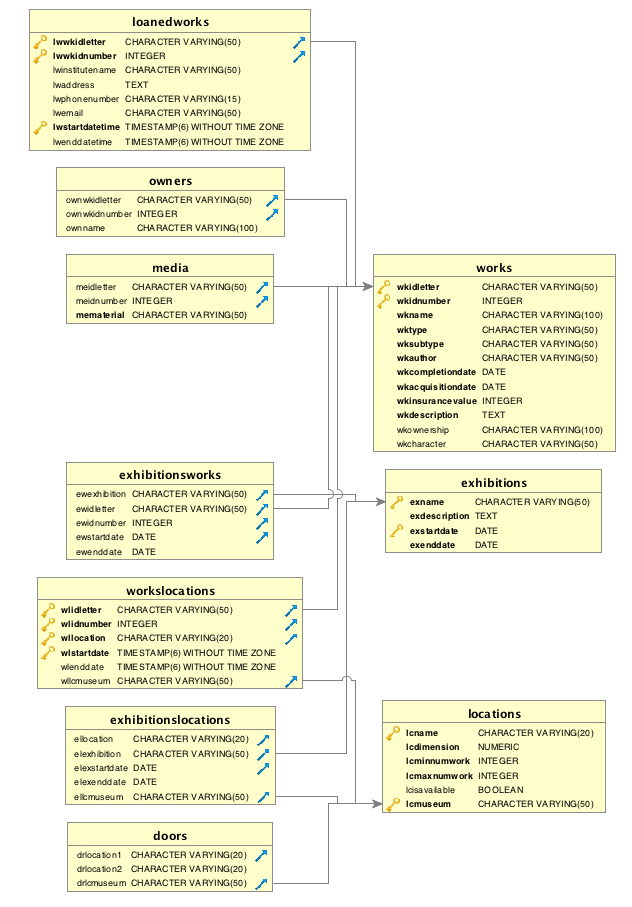 loanedworks
lwwkidletter CHARACTER VARYING(50)
lwwkidnumber INTEGER
lwinstitutename CHARACTER VARYING(50)
lwaddress TEXT
lwphonenumber CHARACTER VARYING(15)
lwemail CHARACTER VARYING(50)
lwstartdatetime TIMESTAMP(6) WITHOUT TIME ZONE
lwenddatetime TIMESTAMP(6) WITHOUT TIME ZONE
owners
ownwkidletter CHARACTER VARYING(50)
ownwkidnumber INTEGER
ownname CHARACTER VARYING(100)
media
meidletter CHARACTER VARYING(50)
meidnumber INTEGER
mematerial CHARACTER VARYING(50)
works
wkidletter CHARACTER VARYING(50)
wkidnumber INTEGER
wkname CHARACTER VARYING(100)
wktype CHARACTER VARYING(50)
wksubtype CHARACTER VARYING(50)
wkauthor CHARACTER VARYING(50)
wkcompletiondate DATE
wkacquisitiondate DATE
wkinsurancevalue INTEGER
wkdescription TEXT
wkownership CHARACTER VARYING(100)
wkcharacter CHARACTER VARYING(50)
exhibitionsworks
ewexhibition CHARACTER VARYING(50)
ewidletter CHARACTER VARYING(50)
ewidnumber INTEGER
ewstartdate DATE
ewenddate DATE
exhibitions
exname CHARACTER VARYING(50)
exdescription TEXT
exstartdate DATE
exenddate DATE
workslocations
wlidletter CHARACTER VARYING(50)
wlidnumber INTEGER
wllocation CHARACTER VARYING(20)
wlstartdate TIMESTAMP(6) WITHOUT TIME ZONE
wlenddate TIMESTAMP(6) WITHOUT TIME ZONE
wllcmuseum CHARACTER VARYING(50)
exhibitionslocations
ellocation CHARACTER VARYING(20)
elexhibition CHARACTER VARYING(50)
elexstartdate DATE
elexenddate DATE
ellcmuseum CHARACTER VARYING(50)
locations
lcname CHARACTER VARYING(20)
lcdimension NUMERIC
lcminnumwork INTEGER
lcmaxnumwork INTEGER
lcisavailable BOOLEAN
lcmuseum CHARACTER VARYING(50)
doors
drlocation1 CHARACTER VARYING(20)
drlocation2 CHARACTER VARYING(20)
drlcmuseum CHARACTER VARYING(50)